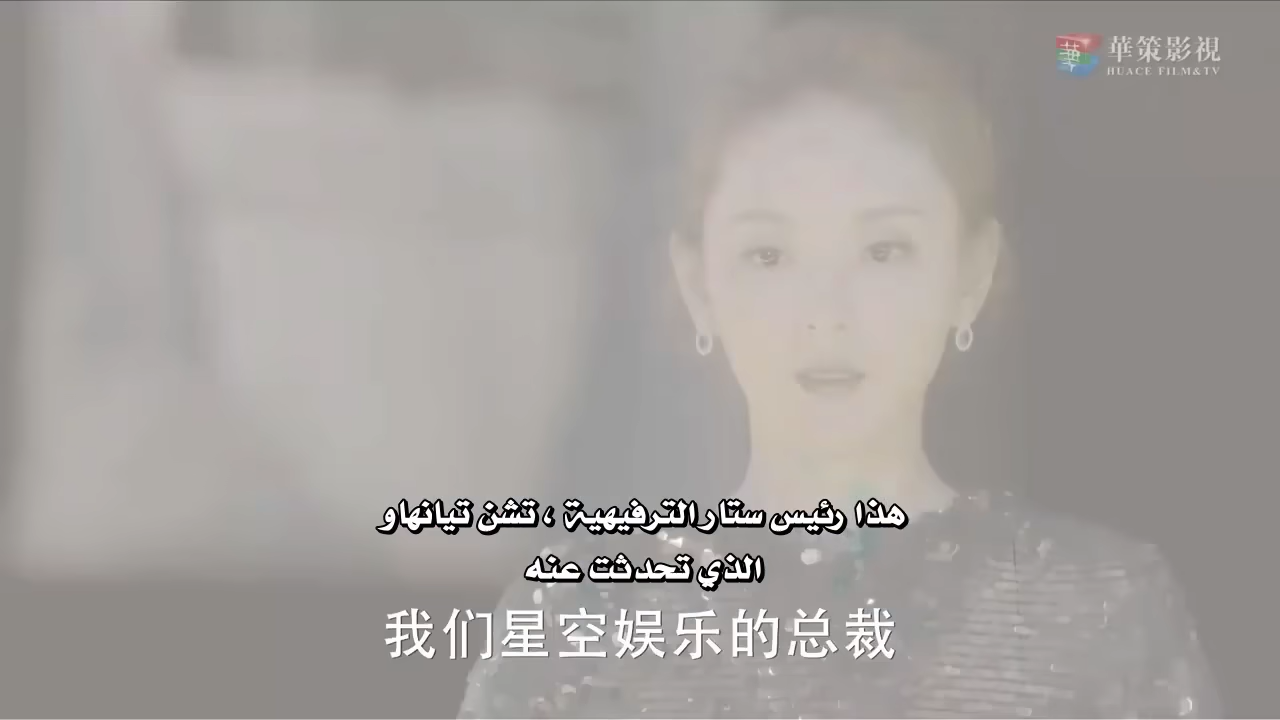 華 華策影視
HUACE FILM&TV
هذا رئيس ستار الترفيهية ، تشن تيانهاو
الذي تحدثت عنه
我们星空娱乐的总裁